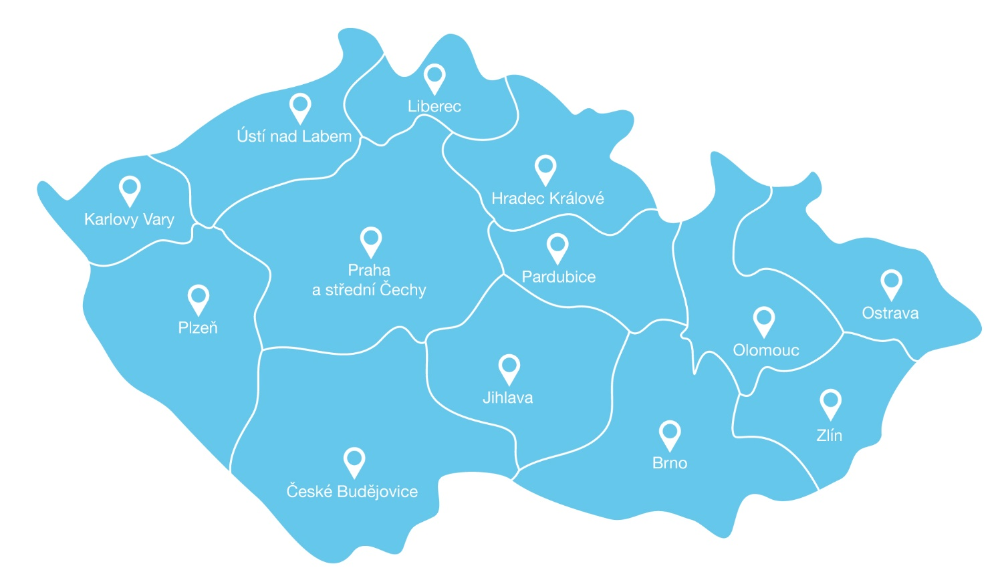 Liberec
Ústí nad Labem
Hradec Králové
Karlovy Vary
Praha
a střední Čechy
Pardubice
Ostrava
Plzeň
Olomouc
Jihlava
Zlín
Brno
České Budějovice